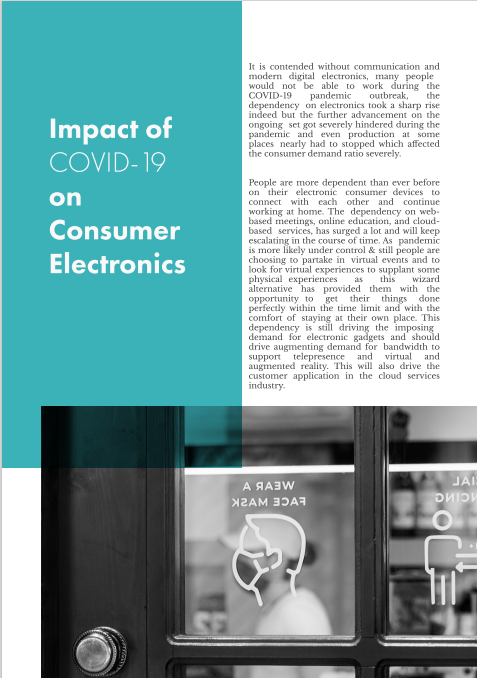 Impact of
COVID-19
on
Consumer
Electronics
It is contended without communication and
modern digital electronics, many people
would not be able to work during the
COVID-19 pandemic outbreak, the
dependency on electronics took a sharp rise
indeed but the further advancement on the
ongoing set got severely hindered during the
pandemic and even production at some
places nearly had to stopped which affected
the consumer demand ratio severely.
People are more dependent than ever before
on their electronic consumer devices to
connect with each other and continue
working at home. The dependency on web-
based meetings, online education, and cloud-
based services, has surged a lot and will keep
escalating in the course of time. As pandemic
is more likely under control & still people are
choosing to partake in virtual events and to
look for virtual experiences to supplant some
physical experiences as this wizard
alternative has provided them with the
opportunity to get their things done
perfectly within the time limit and with the
comfort of staying at their own place. This
dependency is still driving the imposing
demand for electronic gadgets and should
drive augmenting demand for bandwidth to
support telepresence and virtual and
augmented reality. This will also drive the
customer application in the cloud services
industry.
WEAR A
FACE MASK
CIAL
NCING